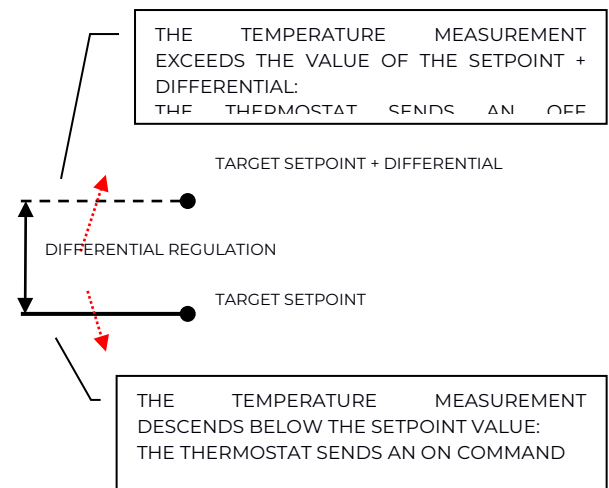 THE TEMPERATURE MEASUREMENT
EXCEEDS THE VALUE OF THE SETPOINT +
DIFFERENTIAL:
THE THERMOSTAT SENDS AN OFF
TARGET SETPOINT + DIFFERENTIAL
DIFFERENTIAL REGULATION
TARGET SETPOINT
THE TEMPERATURE MEASUREMENT
DESCENDS BELOW THE SETPOINT VALUE:
THE THERMOSTAT SENDS AN ON COMMAND